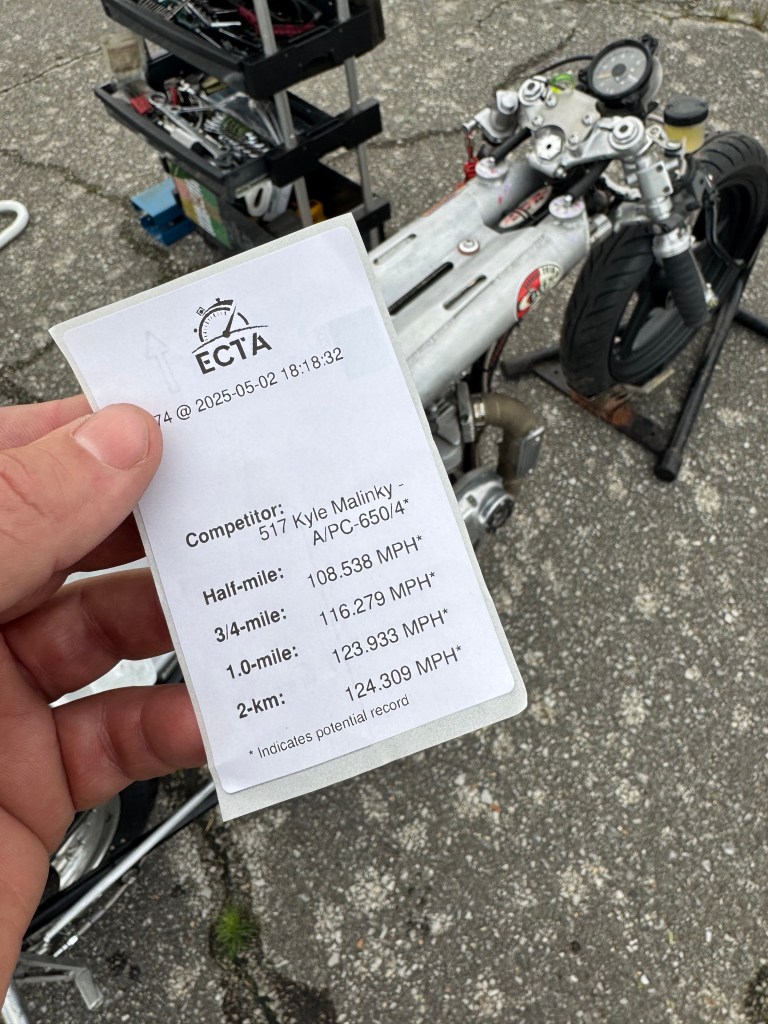 ECTA
74 @ 2025-05-02 18:18:32
Competitor: 517 Kyle Malinky -
A/PC-650/4*
Half-mile: 108.538 MPH*
3/4-mile: 116.279 MPH*
1.0-mile: 123.933 MPH*
2-km: 124.309 MPH*
* Indicates potential record